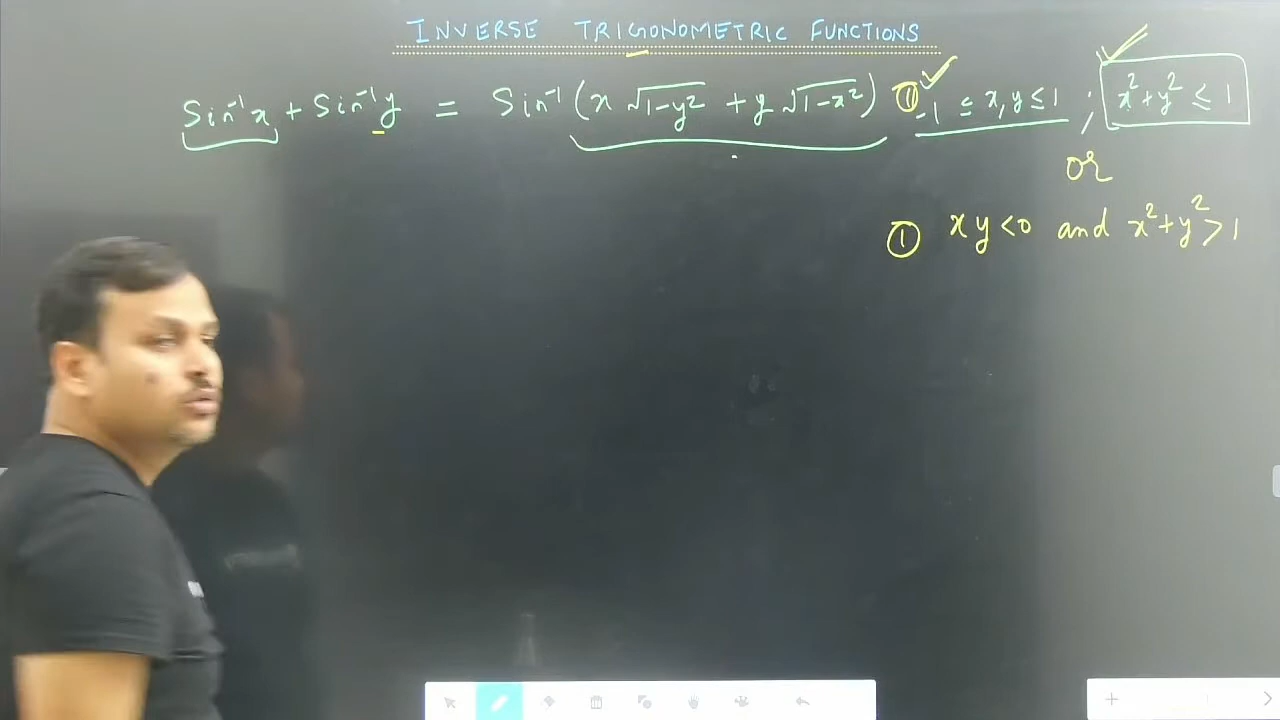 INVERSE TRIGONOMETRIC FUNCTIONS
Sin⁻¹x + Sin⁻¹y = Sin⁻¹(x √1-y² + y √1-x²) ① -1 ≤ x, y ≤ 1 ; x² + y² ≤ 1
or
① xy < 0 and x² + y² > 1